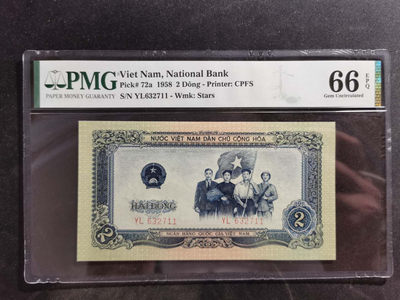 PMG
PAPER MONEY GUARANTY
Viet Nam, National Bank
Pick# 72a 1958 2 Dông - Printer: CPFS
S/N YL632711 - Wmk: Stars
66 EPQ
Gem Uncirculated
NƯỚC VIỆT NAM DÂN CHỦ CỘNG HÒA
HAI ĐỒNG
YL 632711
YL 632711
2
2
NGÂN HÀNG QUỐC GIA VIỆT NAM